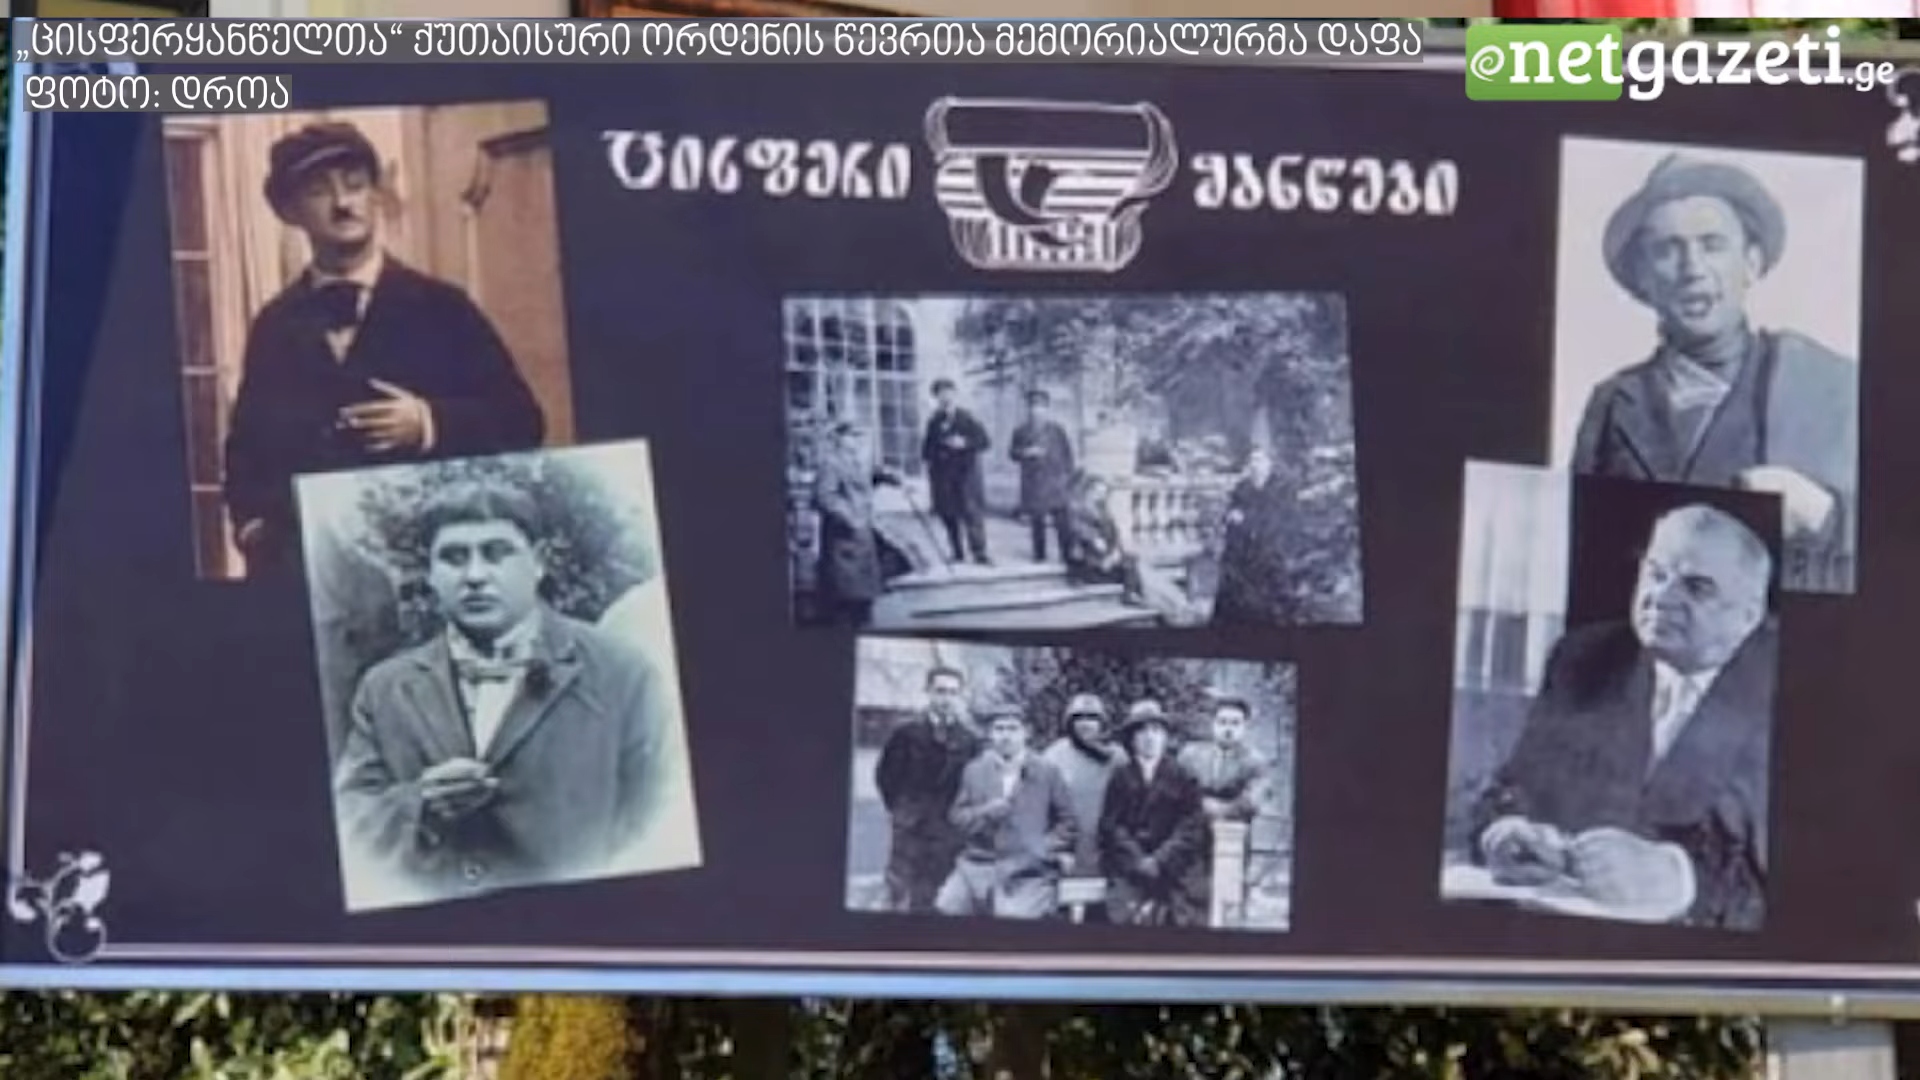 „ცისფერყანწელთა“ ქუთაისური ორდენის წევრთა მემორიალურმა დაფა
ფოტო: დროა
netgazeti.ge
ცისფერი ყანწები